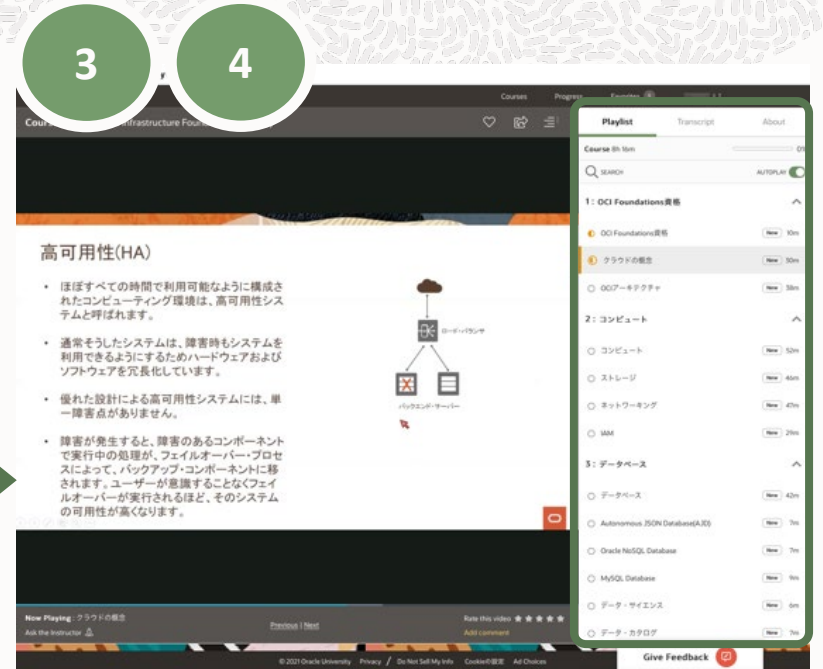 3
4
Courses
Progress
Favorites
Infrastructure
高可用性(HA)
• ほぼすべての時間で利用可能なように構成さ
れたコンピューティング環境は、高可用性シス
テムと呼ばれます。
• 通常そうしたシステムは、障害時もシステムを
利用できるようにするためハードウェアおよび
ソフトウェアを冗長化しています。
• 優れた設計による高可用性システムには、単
一障害点がありません。
• 障害が発生すると、障害のあるコンポーネント
で実行中の処理が、フェイルオーバー・プロセ
スによって、バックアップ・コンポーネントに移
されます。ユーザーが意識することなくフェイ
ルオーバーが実行されるほど、そのシステム
の可用性が高くなります。
ロード・バランサ
バックエンド・サーバー
Now Playing : クラウドの概念
Ask the Instructor
Previous | Next
Rate this video ★★★★★
Add comment
© 2021 Oracle University Privacy / Do Not Sell My Info Cookieの設定 Ad Choices
Playlist
Transcript
About
Course 8h 16m
SEARCH
AUTOPLAY
1 : OCI Foundations資格
OCI Foundations資格 New 10m
クラウドの概念 New 30m
OCIアーキテクチャ New 38m
2 : コンピュート
コンピュート New 52m
ストレージ New 46m
ネットワーキング New 47m
IAM New 29m
3 : データベース
データベース New 42m
Autonomous JSON Database(AJD) New 7m
Oracle NoSQL Database New 7m
MySQL Database New 9m
データ・サイエンス New 6m
データ・カタログ New 7m
Give Feedback